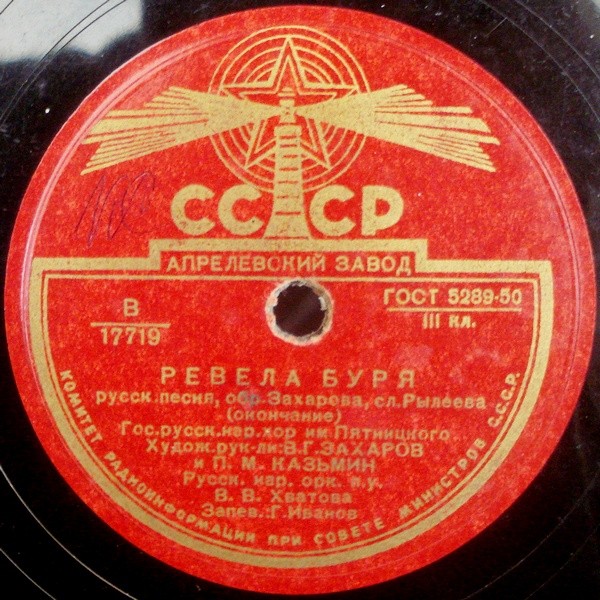 СССР
АПРЕЛЕВСКИЙ ЗАВОД
В
17719
ГОСТ 5289-50
III кл.
РЕВЕЛА БУРЯ
русск.песня, обр.Захарова, сл.Рылеева
(окончание)
Гос.русск.нар.хор им.Пятницкого
Худож.рук-ли:В.Г.ЗАХАРОВ
и П.М.КАЗЬМИН
Русск. нар. орк. п.у.
В. В. Хватова
Запев.:Г.Иванов
КОМИТЕТ РАДИОИНФОРМАЦИИ ПРИ СОВЕТЕ МИНИСТРОВ С.С.С.Р.